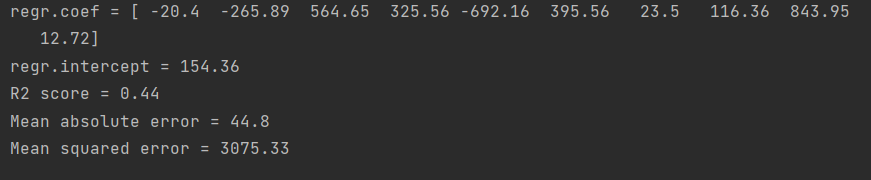 regr.coef = [ -20.4  -265.89  564.65  325.56 -692.16  395.56   23.5   116.36  843.95
   12.72]
regr.intercept = 154.36
R2 score = 0.44
Mean absolute error = 44.8
Mean squared error = 3075.33